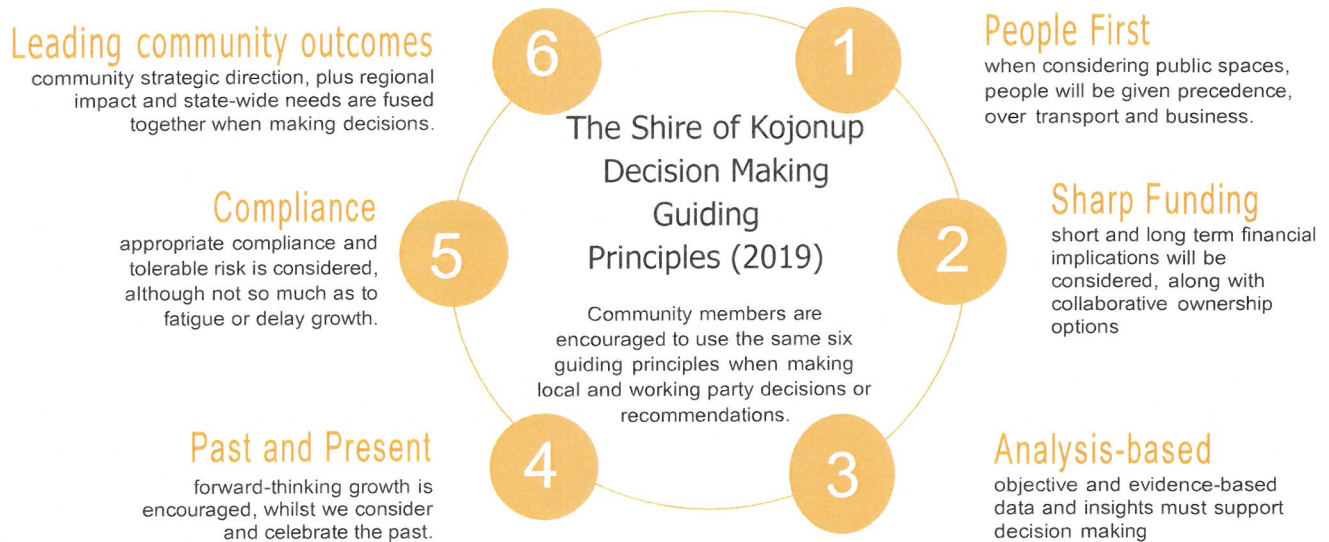 The Shire of Kojonup
Decision Making
Guiding
Principles (2019)
Community members are
encouraged to use the same six
guiding principles when making
local and working party decisions or
recommendations.
1
People First
when considering public spaces,
people will be given precedence,
over transport and business.
2
Sharp Funding
short and long term financial
implications will be
considered, along with
collaborative ownership
options
3
Analysis-based
objective and evidence-based
data and insights must support
decision making
4
Past and Present
forward-thinking growth is
encouraged, whilst we consider
and celebrate the past.
5
Compliance
appropriate compliance and
tolerable risk is considered,
although not so much as to
fatigue or delay growth.
6
Leading community outcomes
community strategic direction, plus regional
impact and state-wide needs are fused
together when making decisions.